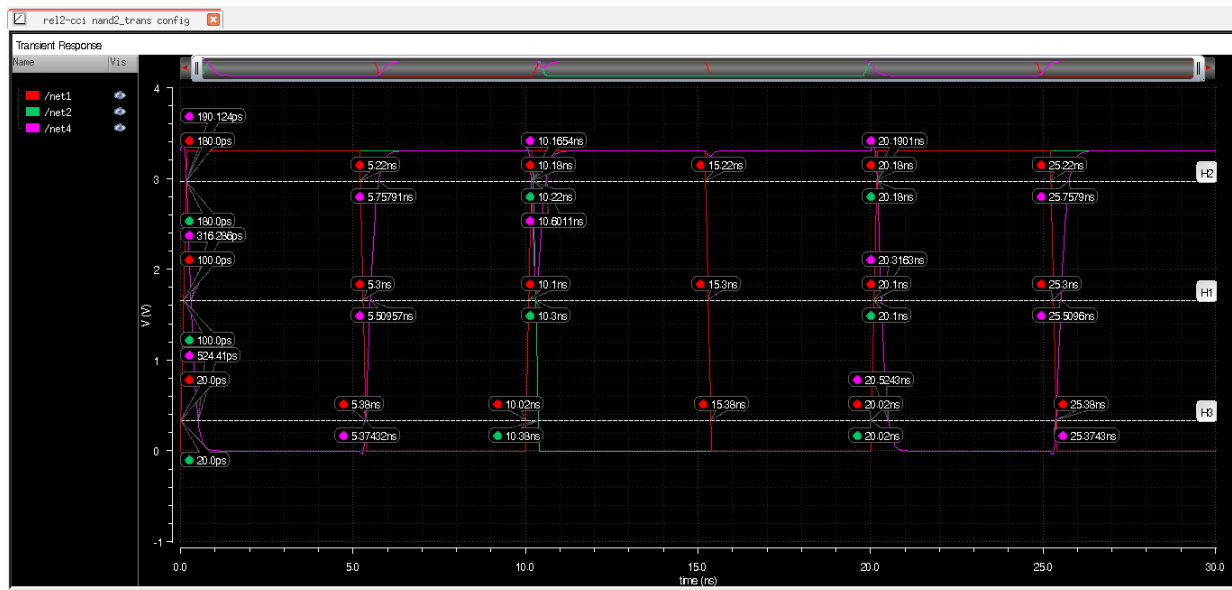 rel2-cci nand2_trans config
Transient Response
Name Vis
/net1
/net2
/net4
4
190.124ps
180.0ps
10.1654ns
20.1901ns
5.22ns
10.18ns
15.22ns
20.18ns
25.22ns
3
H2
5.75791ns
10.22ns
20.18ns
25.7579ns
180.0ps
10.6011ns
316.286ps
100.0ps
20.3163ns
2
5.3ns
10.1ns
15.3ns
20.1ns
25.3ns
H1
5.50957ns
10.3ns
20.1ns
25.5096ns
V (V)
100.0ps
524.41ps
1
20.0ps
20.5243ns
5.38ns
10.02ns
15.38ns
20.02ns
25.38ns
H3
5.37432ns
10.38ns
20.02ns
25.3743ns
0
20.0ps
-1
0.0 5.0 10.0 15.0 20.0 25.0 30.0
time (ns)